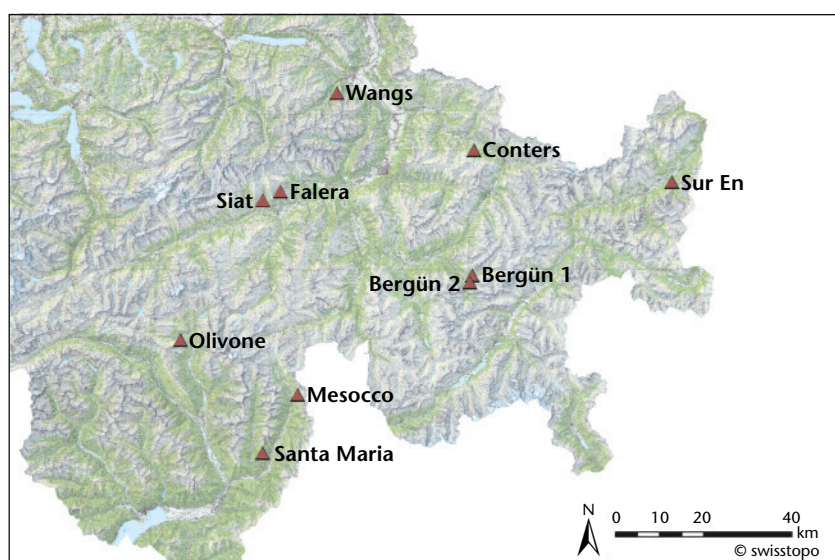 Wangs
Conters
Sur En
Falera
Siat
Bergün 1
Bergün 2
Olivone
Mesocco
Santa Maria
N
0 10 20 40
km
© swisstopo